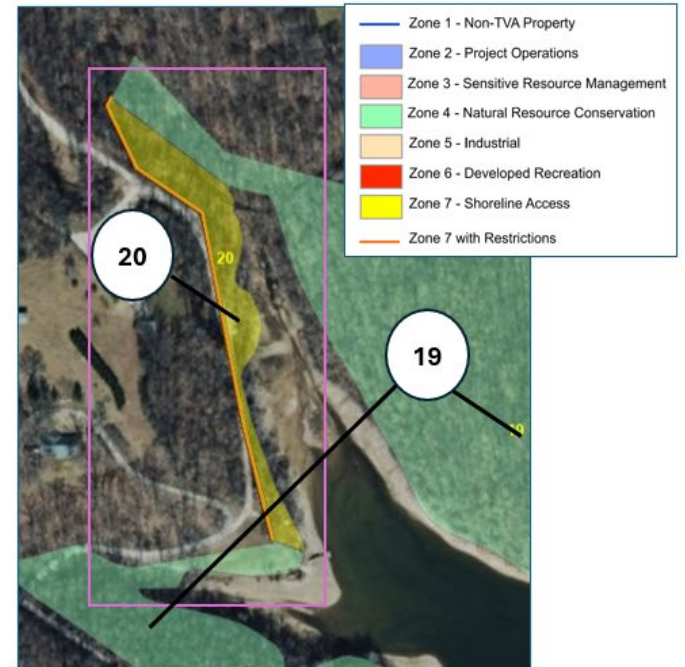 Zone 1 - Non-TVA Property
Zone 2 - Project Operations
Zone 3 - Sensitive Resource Management
Zone 4 - Natural Resource Conservation
Zone 5 - Industrial
Zone 6 - Developed Recreation
Zone 7 - Shoreline Access
Zone 7 with Restrictions
20
20
19
19